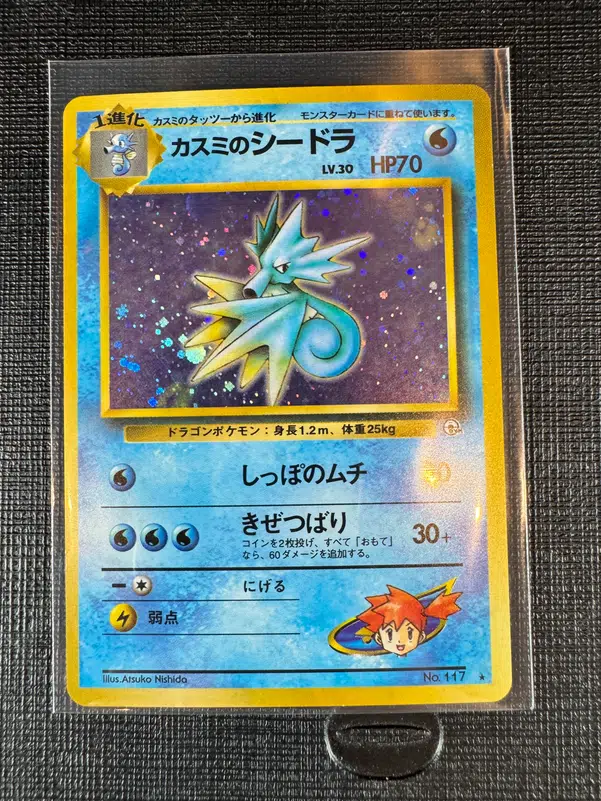 1進化 カスミのタッツーから進化 モンスターカードに重ねて使います。
カスミのシードラ
LV.30 HP70
ドラゴンポケモン：身長1.2m、体重25kg
しっぽのムチ
きぜつばり 30+
コインを2枚投げ、すべて「おもて」
なら、60ダメージを追加する。
にげる
弱点
Illus.Atsuko Nishida No.117 ★